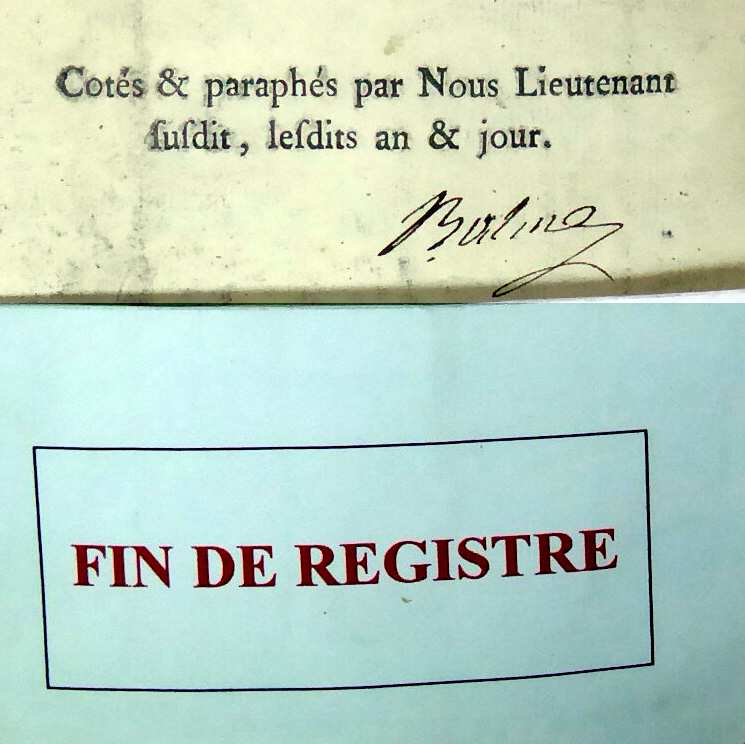 Cotés & paraphés par Nous Lieutenant
ſuſdit, leſdits an & jour.
FIN DE REGISTRE